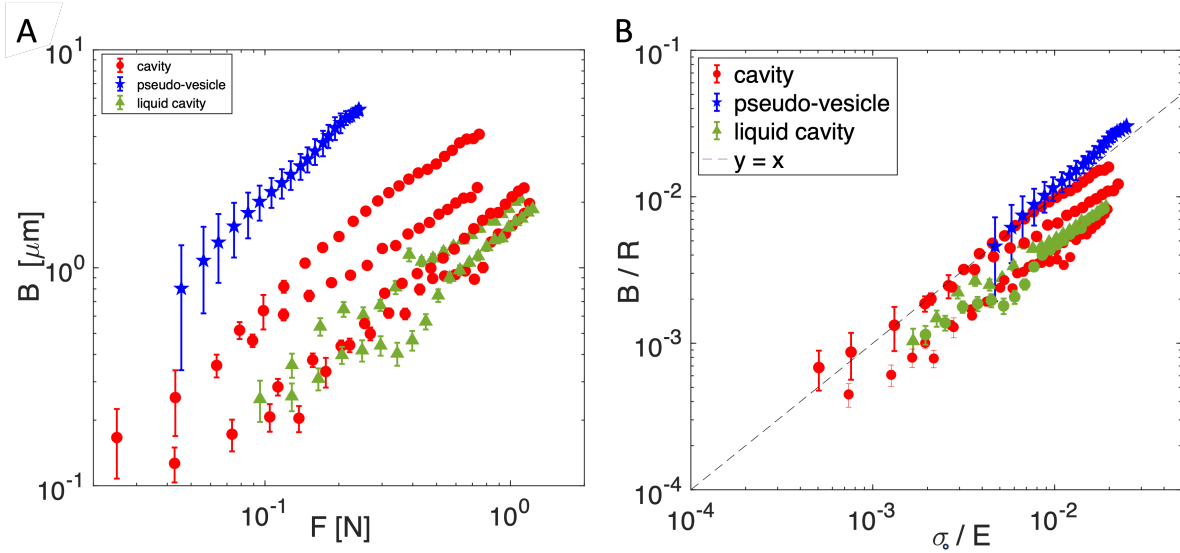 A
B
10¹
10⁰
10⁻¹
B [μm]
cavity
pseudo-vesicle
liquid cavity
10⁻¹
10⁰
F [N]
10⁻¹
10⁻²
10⁻³
10⁻⁴
B / R
cavity
pseudo-vesicle
liquid cavity
y = x
10⁻⁴
10⁻³
10⁻²
σ₀ / E